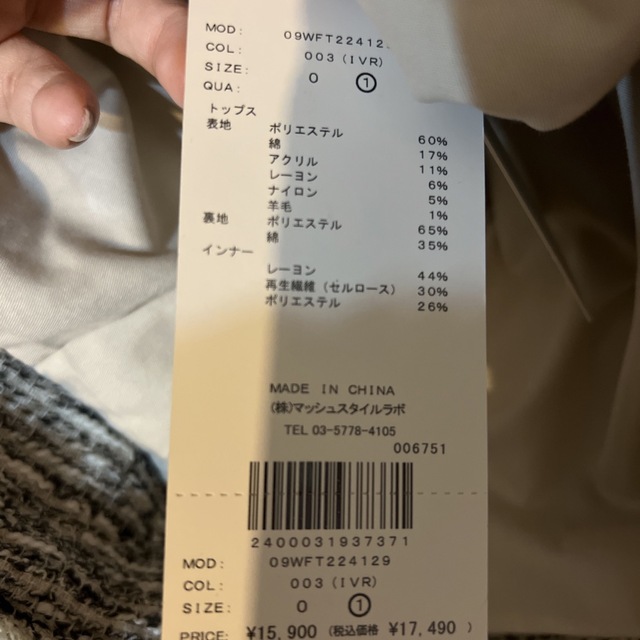 MOD: 09WFT224129
COL: 003 (IVR)
SIZE: 0 ①
QUA:
トップス
表地 ポリエステル 60%
綿 17%
アクリル 11%
レーヨン 6%
ナイロン 5%
羊毛 1%
裏地 ポリエステル 65%
綿 35%
インナー
レーヨン 44%
再生繊維 (セルロース) 30%
ポリエステル 26%
MADE IN CHINA
(株)マッシュスタイルラボ
TEL 03-5778-4105
006751
2400031937371
MOD: 09WFT224129
COL: 003 (IVR)
SIZE: 0 ①
PRICE: ¥15,900 (税込価格 ¥17,490 )